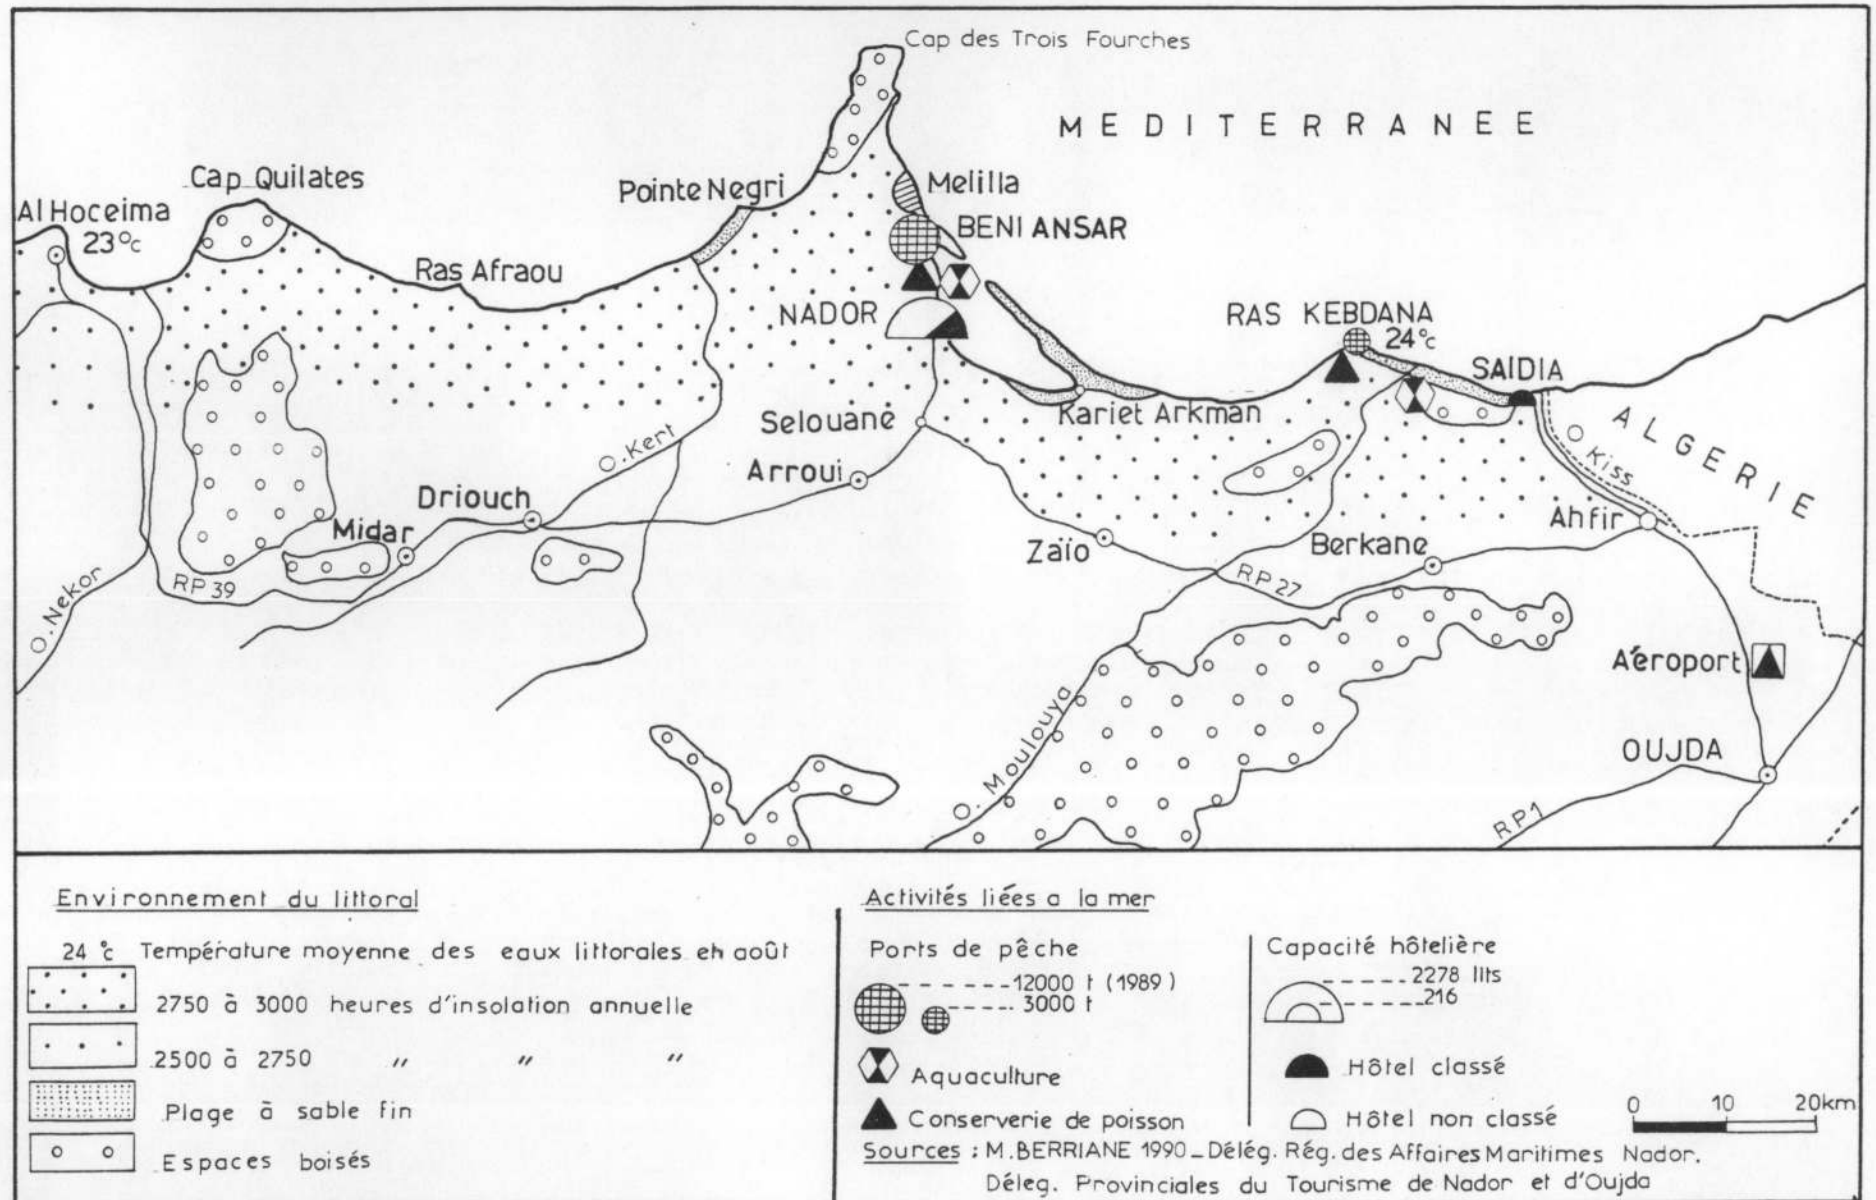 Cap des Trois Fourches
MEDITERRANEE
Cap Quilates
Pointe Negri
Melilla
Al Hoceima
23°c
BENI ANSAR
Ras Afraou
NADOR
RAS KEBDANA
24°c
SAIDIA
Kariet Arkman
ALGERIE
Selouane
O. Kert
O. Kiss
Arroui
Driouch
Midar
Ahfir
Zaïo
Berkane
RP 39
RP 27
O. Nekor
Aéroport
O. Moulouya
OUJDA
RP 1
Environnement du littoral
24 °c Température moyenne des eaux littorales en août
2750 à 3000 heures d'insolation annuelle
2500 à 2750 " " "
Plage à sable fin
Espaces boisés
Activités liées a la mer
Ports de pêche
12000 t (1989)
3000 t
Aquaculture
Conserverie de poisson
Capacité hôtelière
2278 lits
216
Hôtel classé
Hôtel non classé
0 10 20km
Sources : M.BERRIANE 1990_Délég. Rég. des Affaires Maritimes Nador.
Déleg. Provinciales du Tourisme de Nador et d'Oujda